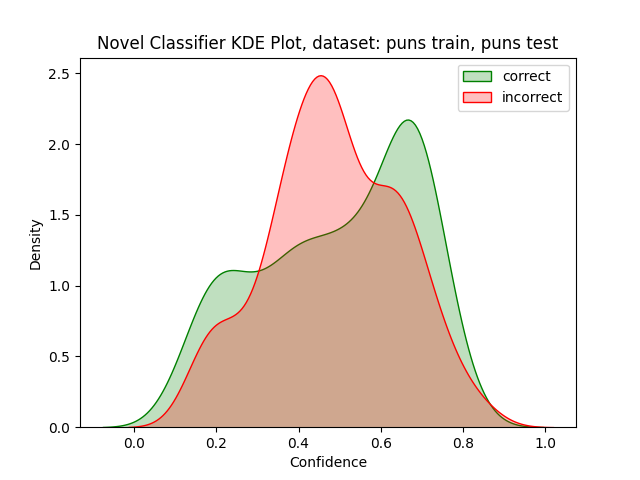 Novel Classifier KDE Plot, dataset: puns train, puns test
correct
incorrect
Density
2.5
2.0
1.5
1.0
0.5
0.0
0.0 0.2 0.4 0.6 0.8 1.0
Confidence